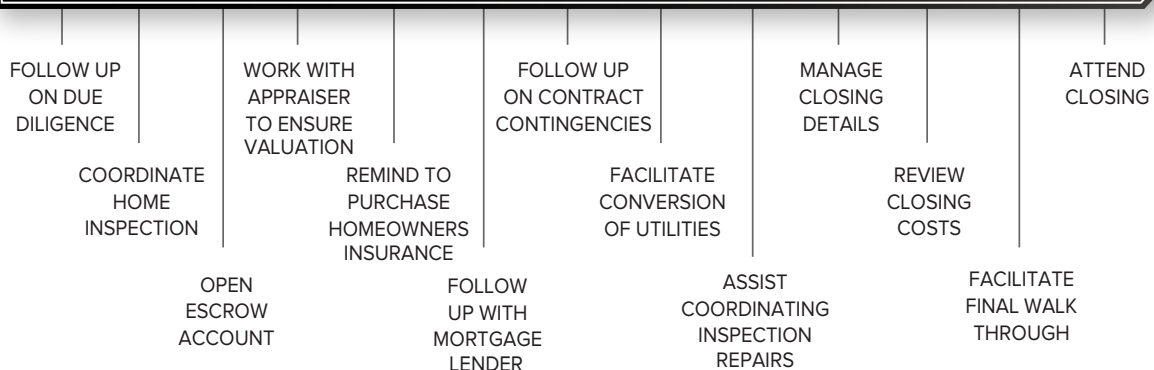 FOLLOW UP
ON DUE
DILIGENCE
COORDINATE
HOME
INSPECTION
OPEN
ESCROW
ACCOUNT
WORK WITH
APPRAISER
TO ENSURE
VALUATION
REMIND TO
PURCHASE
HOMEOWNERS
INSURANCE
FOLLOW
UP WITH
MORTGAGE
LENDER
FOLLOW UP
ON CONTRACT
CONTINGENCIES
FACILITATE
CONVERSION
OF UTILITIES
ASSIST
COORDINATING
INSPECTION
REPAIRS
MANAGE
CLOSING
DETAILS
REVIEW
CLOSING
COSTS
FACILITATE
FINAL WALK
THROUGH
ATTEND
CLOSING